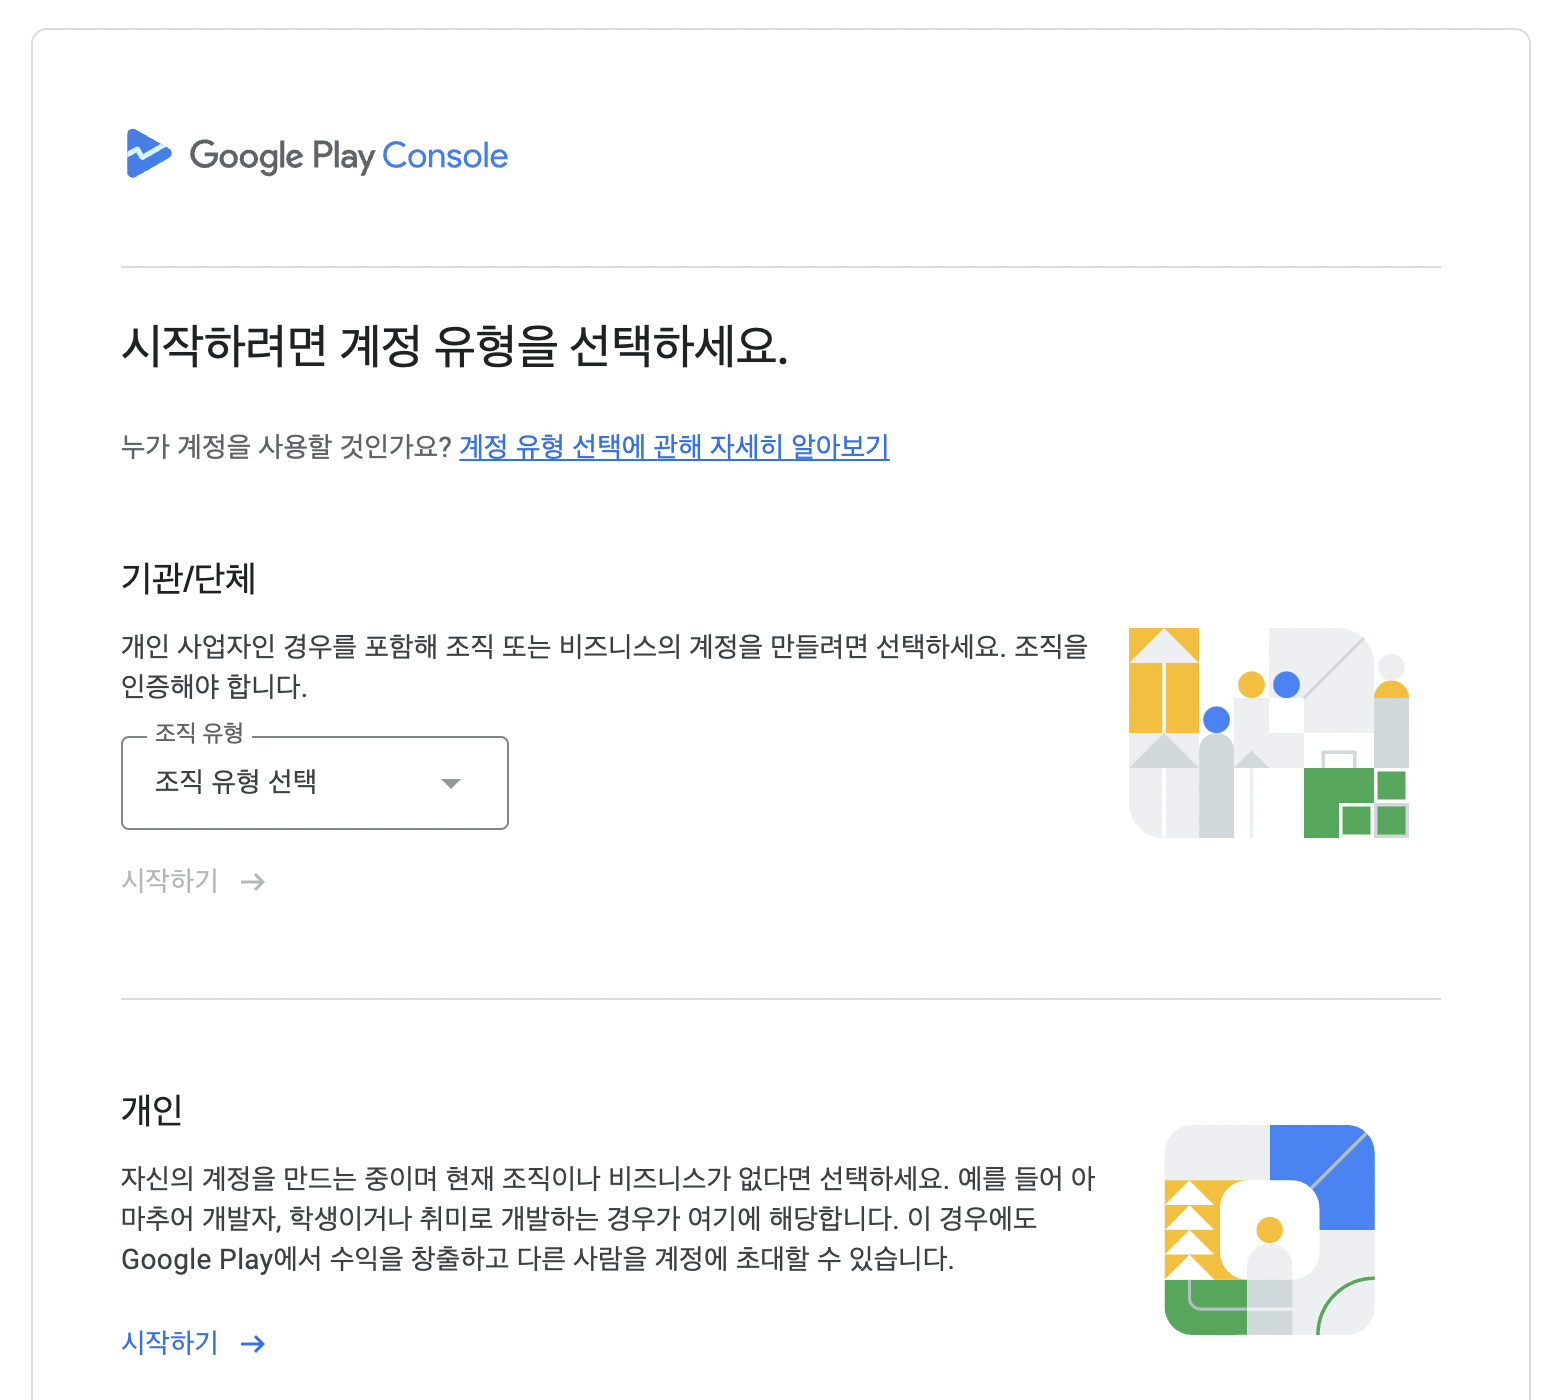 Google Play Console
시작하려면 계정 유형을 선택하세요.
누가 계정을 사용할 것인가요? 계정 유형 선택에 관해 자세히 알아보기
기관/단체
개인 사업자인 경우를 포함해 조직 또는 비즈니스의 계정을 만들려면 선택하세요. 조직을
인증해야 합니다.
조직 유형
조직 유형 선택
시작하기 →
개인
자신의 계정을 만드는 중이며 현재 조직이나 비즈니스가 없다면 선택하세요. 예를 들어 아
마추어 개발자, 학생이거나 취미로 개발하는 경우가 여기에 해당합니다. 이 경우에도
Google Play에서 수익을 창출하고 다른 사람을 계정에 초대할 수 있습니다.
시작하기 →